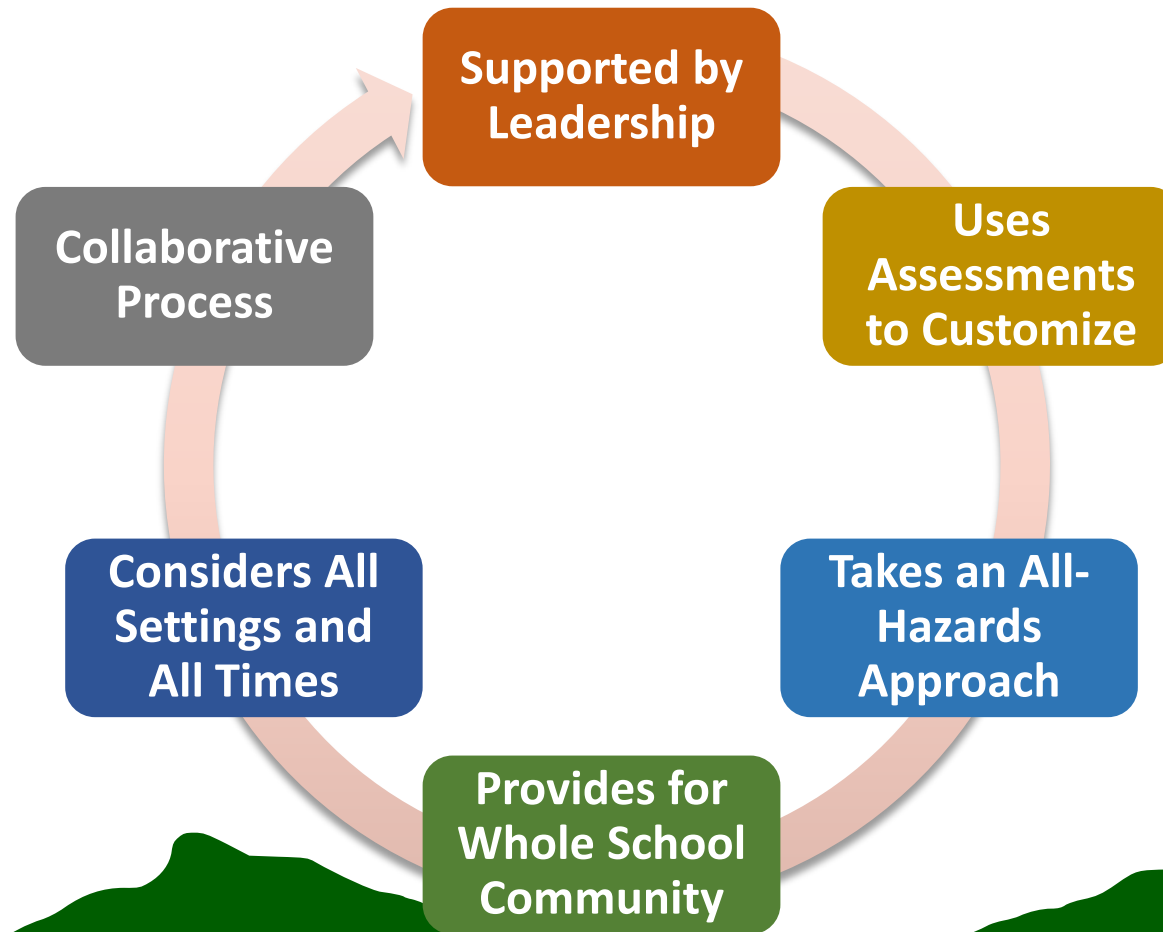 Supported by
Leadership
Uses
Assessments
to Customize
Takes an All-
Hazards
Approach
Provides for
Whole School
Community
Considers All
Settings and
All Times
Collaborative
Process